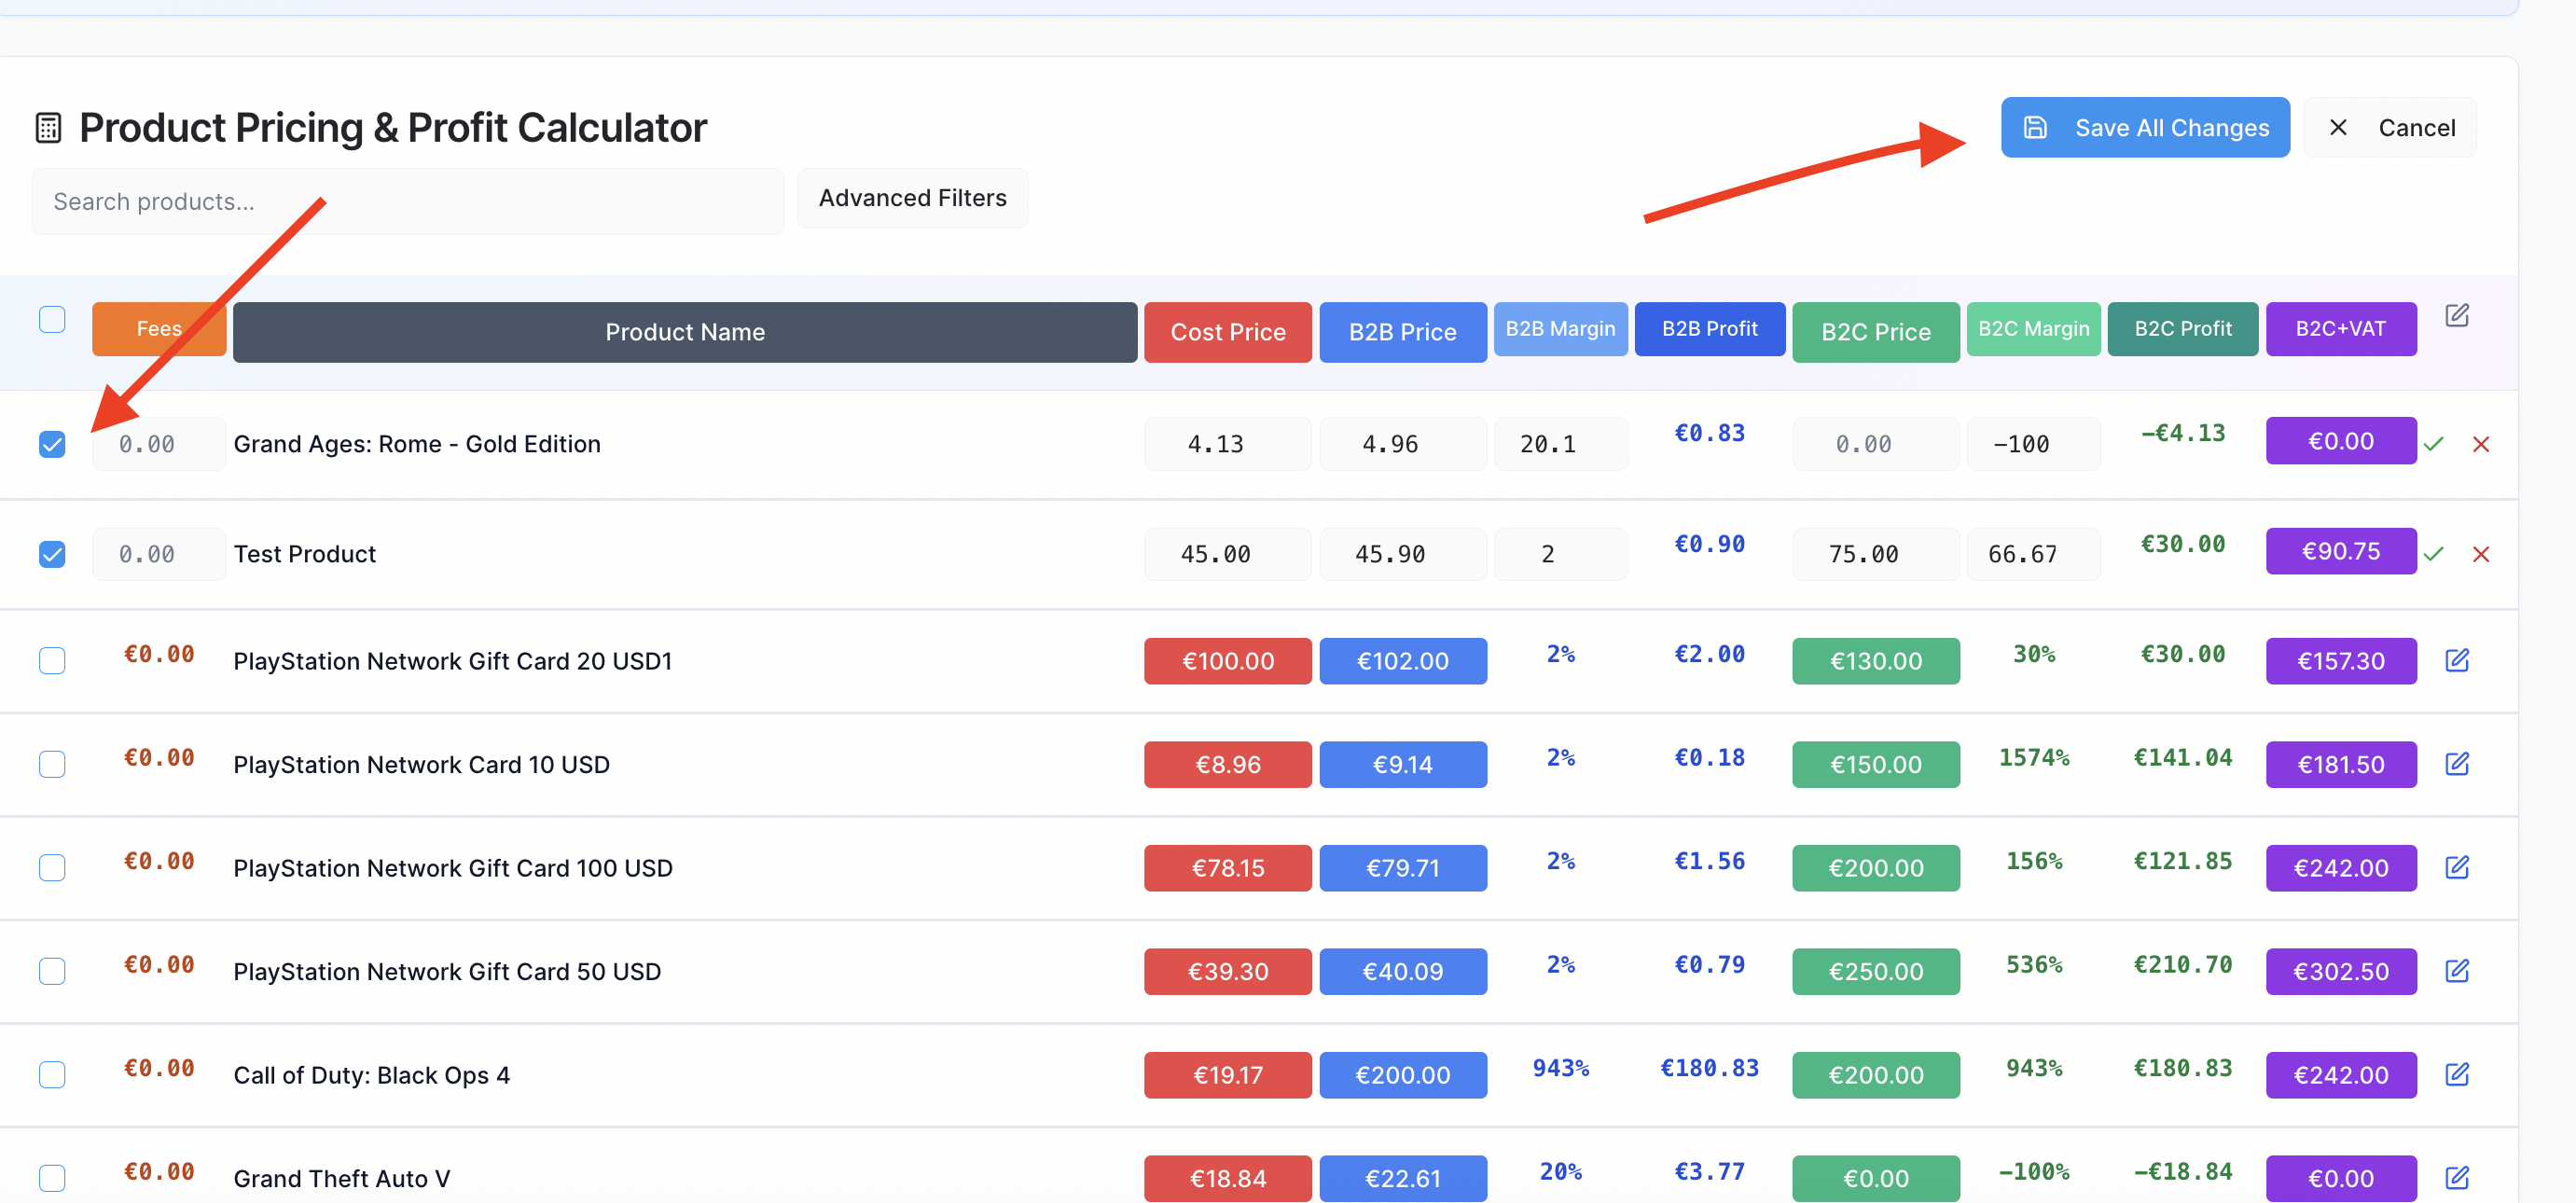 Product Pricing & Profit Calculator
Save All Changes
Cancel
Search products...
Advanced Filters
Fees Product Name Cost Price B2B Price B2B Margin B2B Profit B2C Price B2C Margin B2C Profit B2C+VAT
0.00 Grand Ages: Rome - Gold Edition 4.13 4.96 20.1 €0.83 0.00 -100 -€4.13 €0.00
0.00 Test Product 45.00 45.90 2 €0.90 75.00 66.67 €30.00 €90.75
€0.00 PlayStation Network Gift Card 20 USD1 €100.00 €102.00 2% €2.00 €130.00 30% €30.00 €157.30
€0.00 PlayStation Network Card 10 USD €8.96 €9.14 2% €0.18 €150.00 1574% €141.04 €181.50
€0.00 PlayStation Network Gift Card 100 USD €78.15 €79.71 2% €1.56 €200.00 156% €121.85 €242.00
€0.00 PlayStation Network Gift Card 50 USD €39.30 €40.09 2% €0.79 €250.00 536% €210.70 €302.50
€0.00 Call of Duty: Black Ops 4 €19.17 €200.00 943% €180.83 €200.00 943% €180.83 €242.00
€0.00 Grand Theft Auto V €18.84 €22.61 20% €3.77 €0.00 -100% -€18.84 €0.00